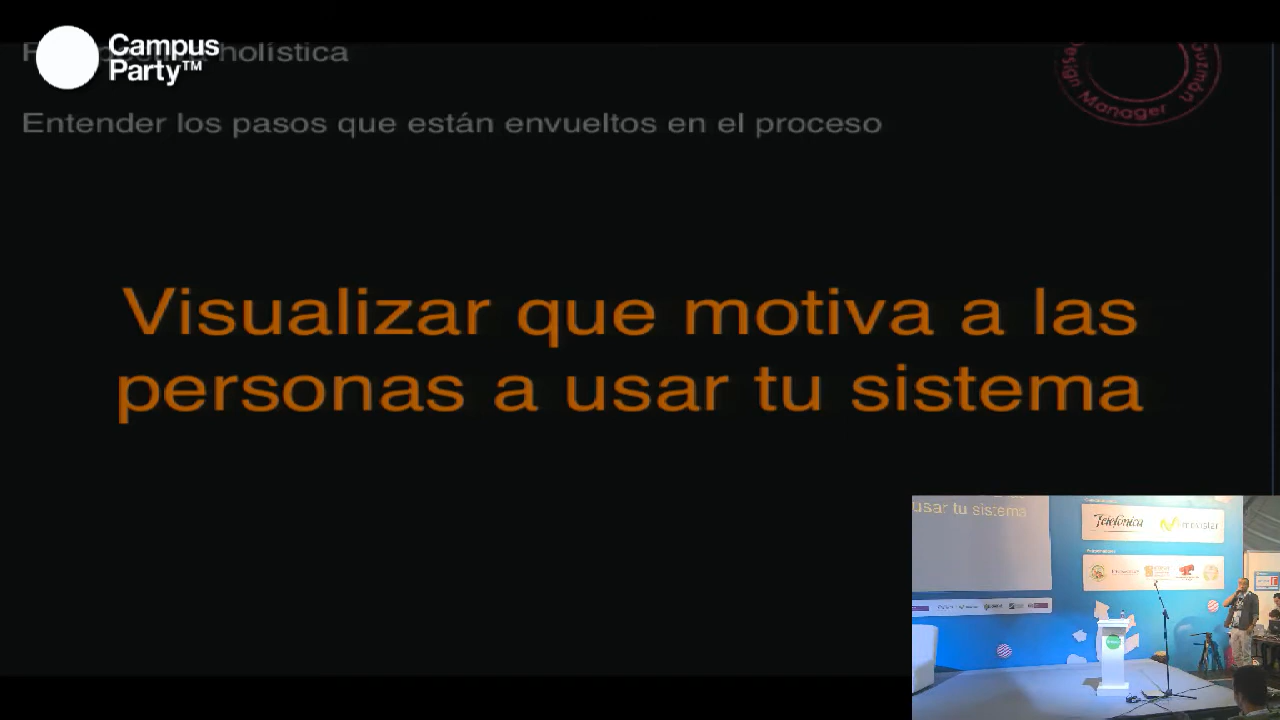 Campus
Party™
holística
Entender los pasos que están envueltos en el proceso
Design Manager
Guzmán
Visualizar que motiva a las
personas a usar tu sistema
usar tu sistema
Telefónica
movistar